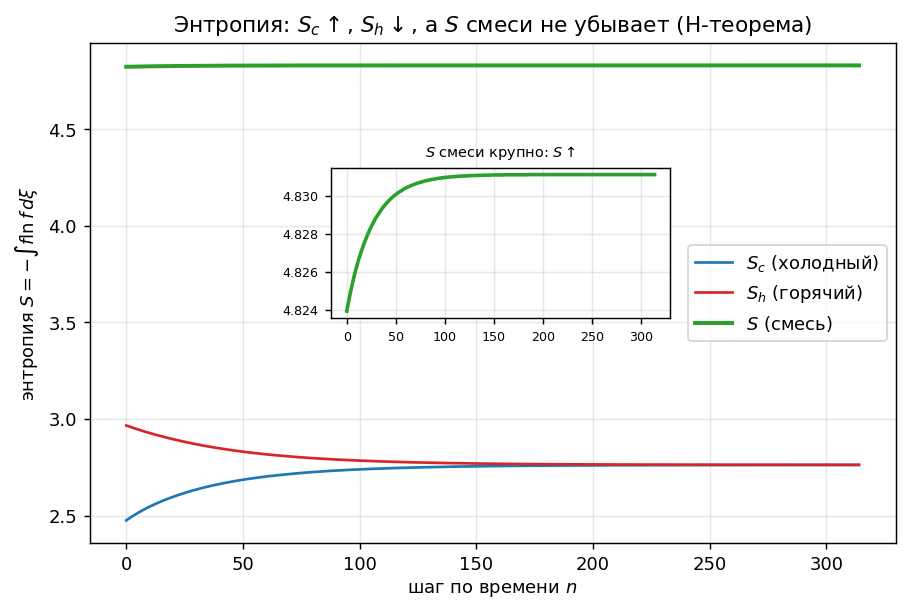 Энтропия: S_c ↑, S_h ↓, а S смеси не убывает (H-теорема)
энтропия S = −∫f ln f dξ
4.5
4.0
3.5
3.0
2.5
S смеси крупно: S ↑
4.830
4.828
4.826
4.824
0 50 100 150 200 250 300
S_c (холодный)
S_h (горячий)
S (смесь)
0 50 100 150 200 250 300
шаг по времени n